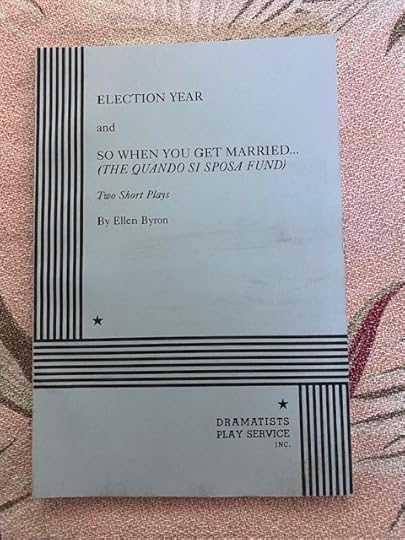 ELECTION YEAR
and
SO WHEN YOU GET MARRIED...
(THE QUANDO SI SPOSA FUND)
Two Short Plays
By Ellen Byron
DRAMATISTS
PLAY SERVICE
INC.